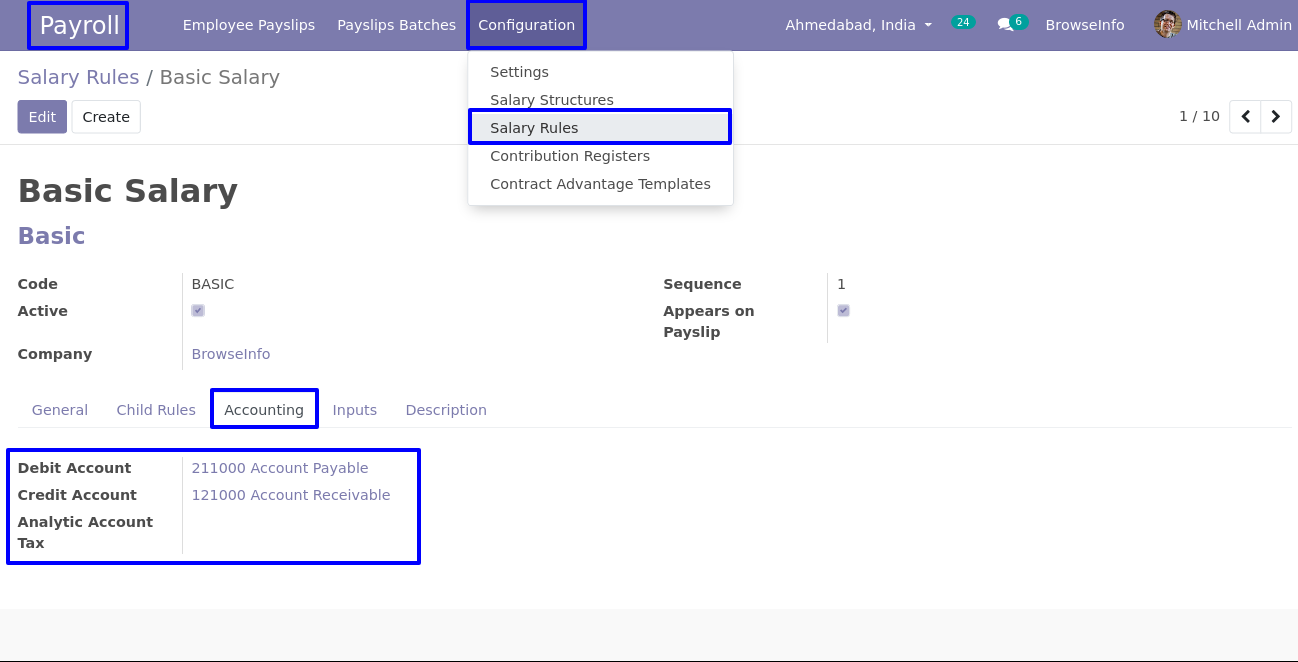 Payroll Employee Payslips Payslips Batches Configuration Ahmedabad, India 24 6 BrowseInfo Mitchell Admin
Settings
Salary Structures
Salary Rules
Contribution Registers
Contract Advantage Templates
Salary Rules / Basic Salary
Edit Create 1 / 10
Basic Salary
Basic
Code BASIC Sequence 1
Active Appears on
Payslip
Company BrowseInfo
General Child Rules Accounting Inputs Description
Debit Account 211000 Account Payable
Credit Account 121000 Account Receivable
Analytic Account
Tax